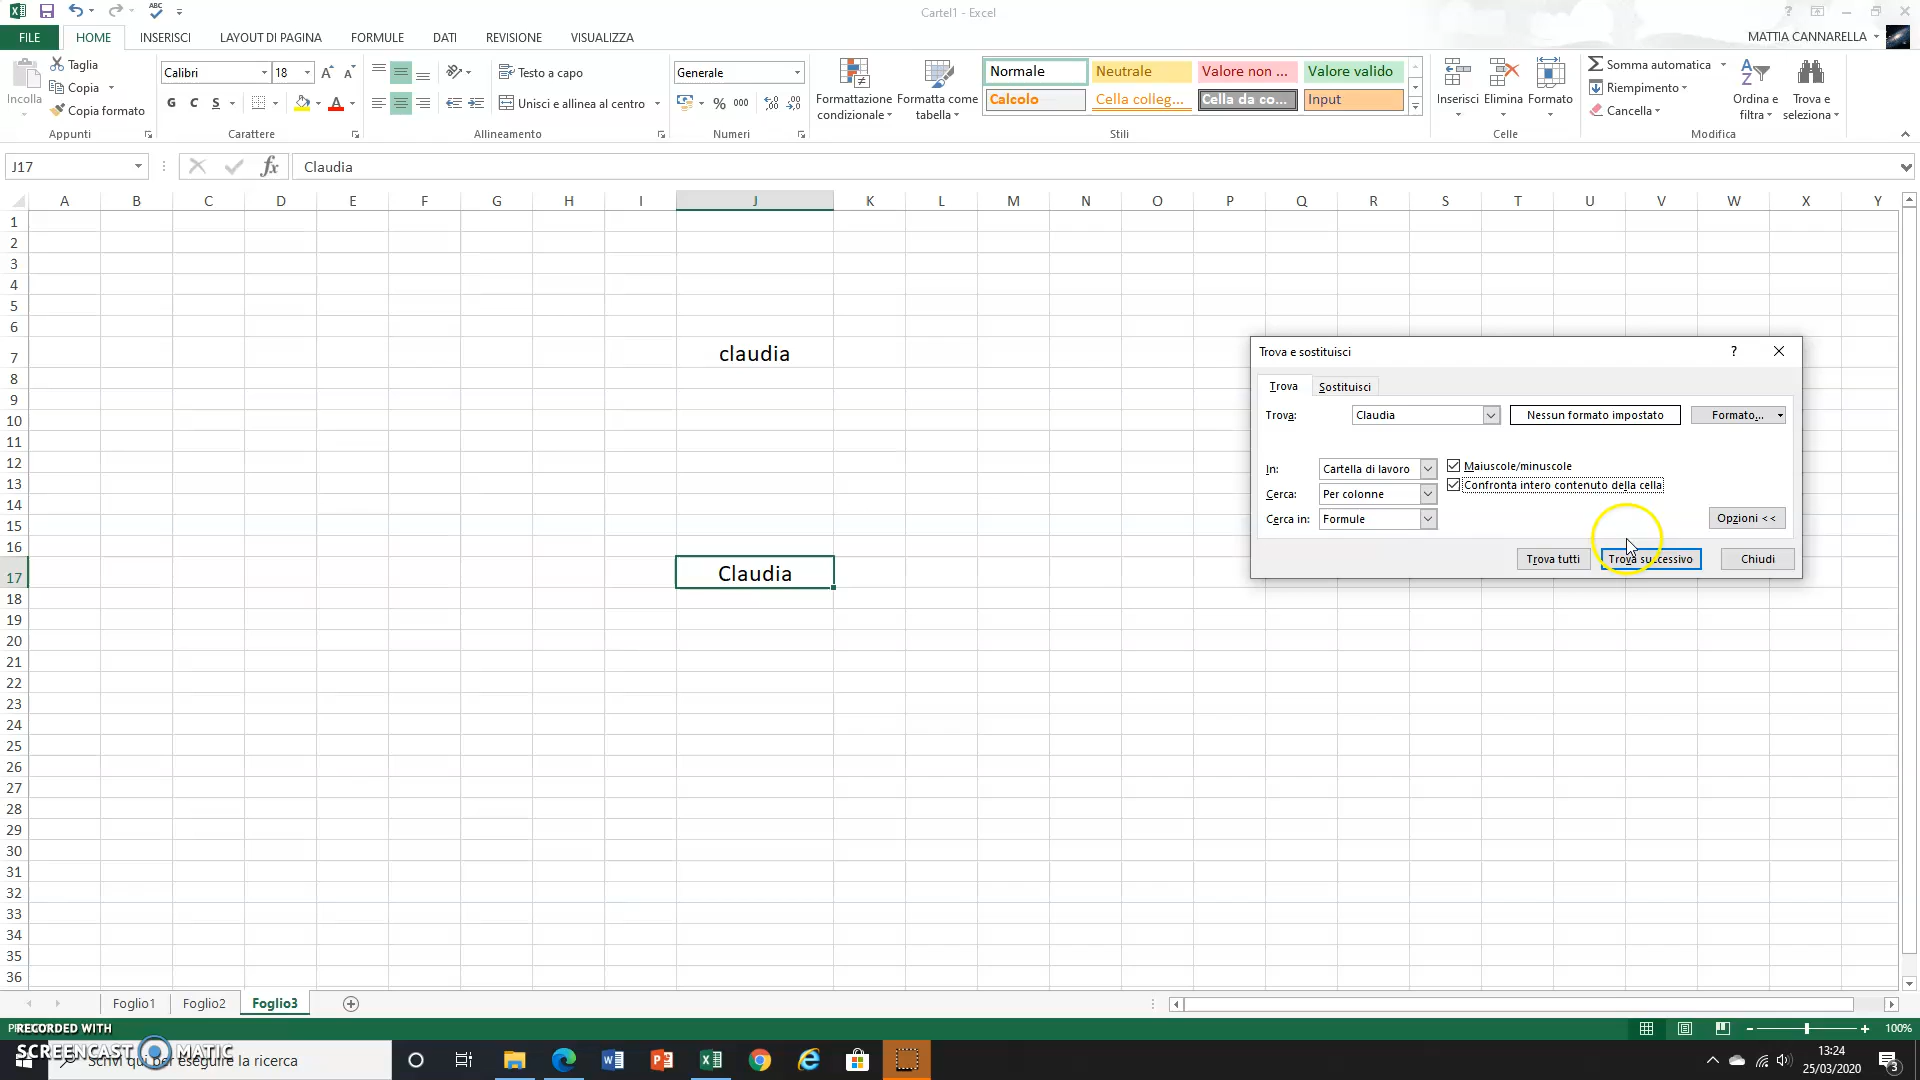 Cartel1 - Excel
FILE HOME INSERISCI LAYOUT DI PAGINA FORMULE DATI REVISIONE VISUALIZZA MATTIA CANNARELLA
Incolla
Taglia
Copia
Copia formato
Appunti
Calibri 18
G C S
Carattere
Testo a capo
Unisci e allinea al centro
Allineamento
Generale
% 000
Numeri
Formattazione condizionale
Formatta come tabella
Normale Neutrale Valore non ... Valore valido
Calcolo Cella colleg... Cella da co... Input
Stili
Inserisci Elimina Formato
Celle
Somma automatica
Riempimento
Cancella
Ordina e filtra
Trova e seleziona
Modifica
J17 fx Claudia
A B C D E F G H I J K L M N O P Q R S T U V W X Y
1
2
3
4
5
6
7 claudia
8
9
10
11
12
13
14
15
16
17 Claudia
18
19
20
21
22
23
24
25
26
27
28
29
30
31
32
33
34
35
36
Trova e sostituisci ?
Trova Sostituisci
Trova: Claudia Nessun formato impostato Formato...
In: Cartella di lavoro Maiuscole/minuscole
Confronta intero contenuto della cella
Cerca: Per colonne
Cerca in: Formule Opzioni <<
Trova tutti Trova successivo Chiudi
Foglio1 Foglio2 Foglio3
100%
RECORDED WITH
SCREENCAST MATIC
Scrivi qui per eseguire la ricerca
13:24
25/03/2020
3